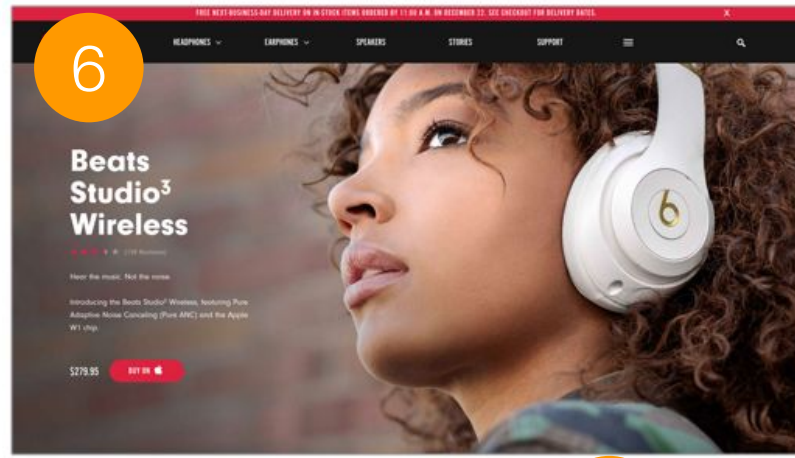 FREE NEXT-BUSINESS-DAY DELIVERY ON IN STOCK ITEMS ORDERED BY 11:00 A.M. ON DECEMBER 22. SEE CHECKOUT FOR DELIVERY DATES. X
6
HEADPHONES EARPHONES SPEAKERS STORIES SUPPORT
Beats
Studio³
Wireless
Hear the music. Not the noise.
Introducing the Beats Studio³ Wireless, featuring Pure
Adaptive Noise Canceling (Pure ANC) and the Apple
W1 chip.
$279.95 BUY ON